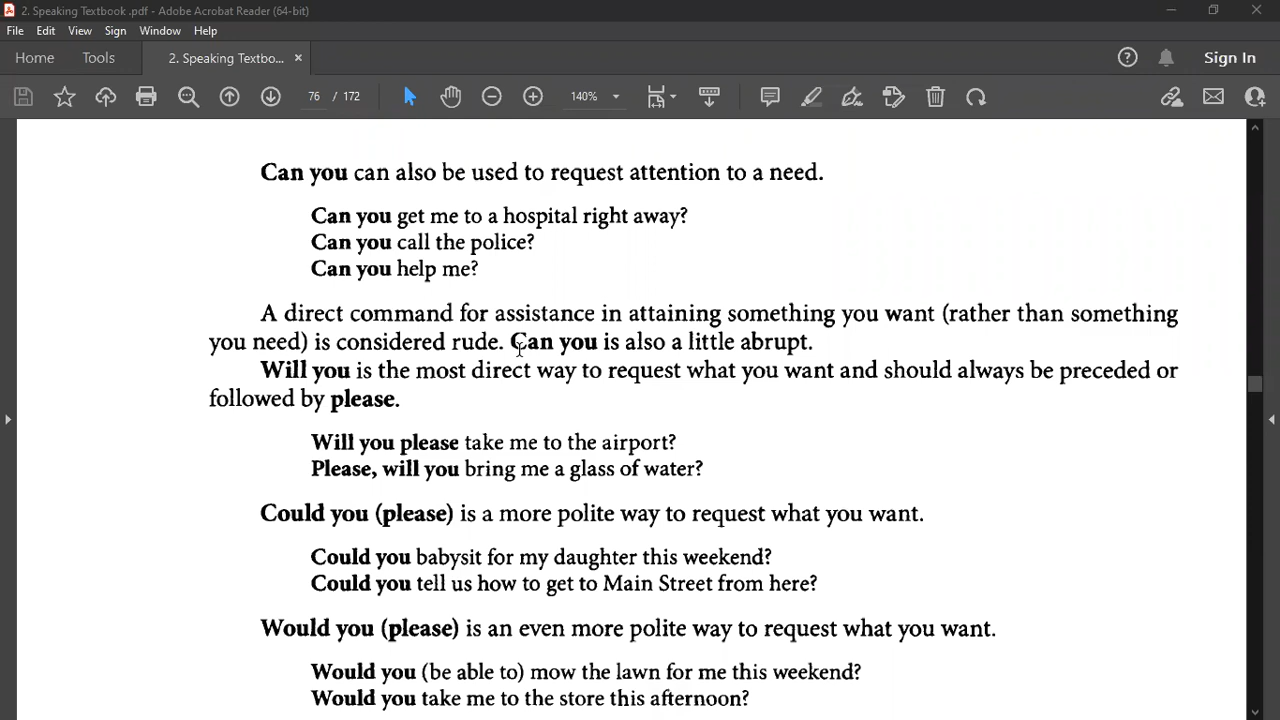 2. Speaking Textbook .pdf - Adobe Acrobat Reader (64-bit)
File Edit View Sign Window Help
Home Tools 2. Speaking Textbo... × Sign In
76 / 172 140%
Can you can also be used to request attention to a need.
Can you get me to a hospital right away?
Can you call the police?
Can you help me?
A direct command for assistance in attaining something you want (rather than something
you need) is considered rude. Can you is also a little abrupt.
Will you is the most direct way to request what you want and should always be preceded or
followed by please.
Will you please take me to the airport?
Please, will you bring me a glass of water?
Could you (please) is a more polite way to request what you want.
Could you babysit for my daughter this weekend?
Could you tell us how to get to Main Street from here?
Would you (please) is an even more polite way to request what you want.
Would you (be able to) mow the lawn for me this weekend?
Would you take me to the store this afternoon?